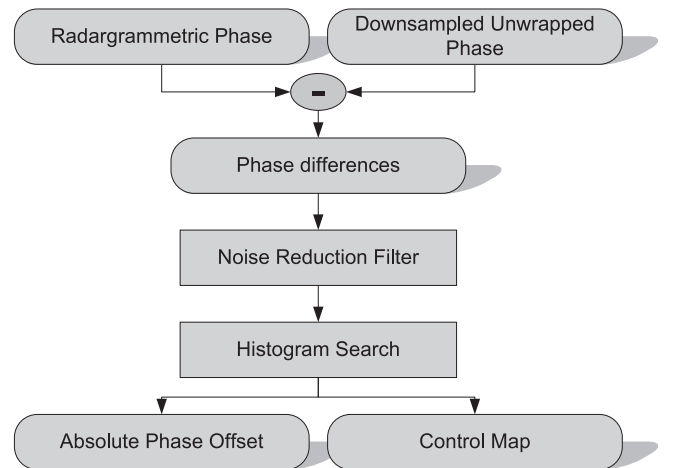 Radargrammetric Phase
Downsampled Unwrapped
Phase
-
Phase differences
Noise Reduction Filter
Histogram Search
Absolute Phase Offset
Control Map